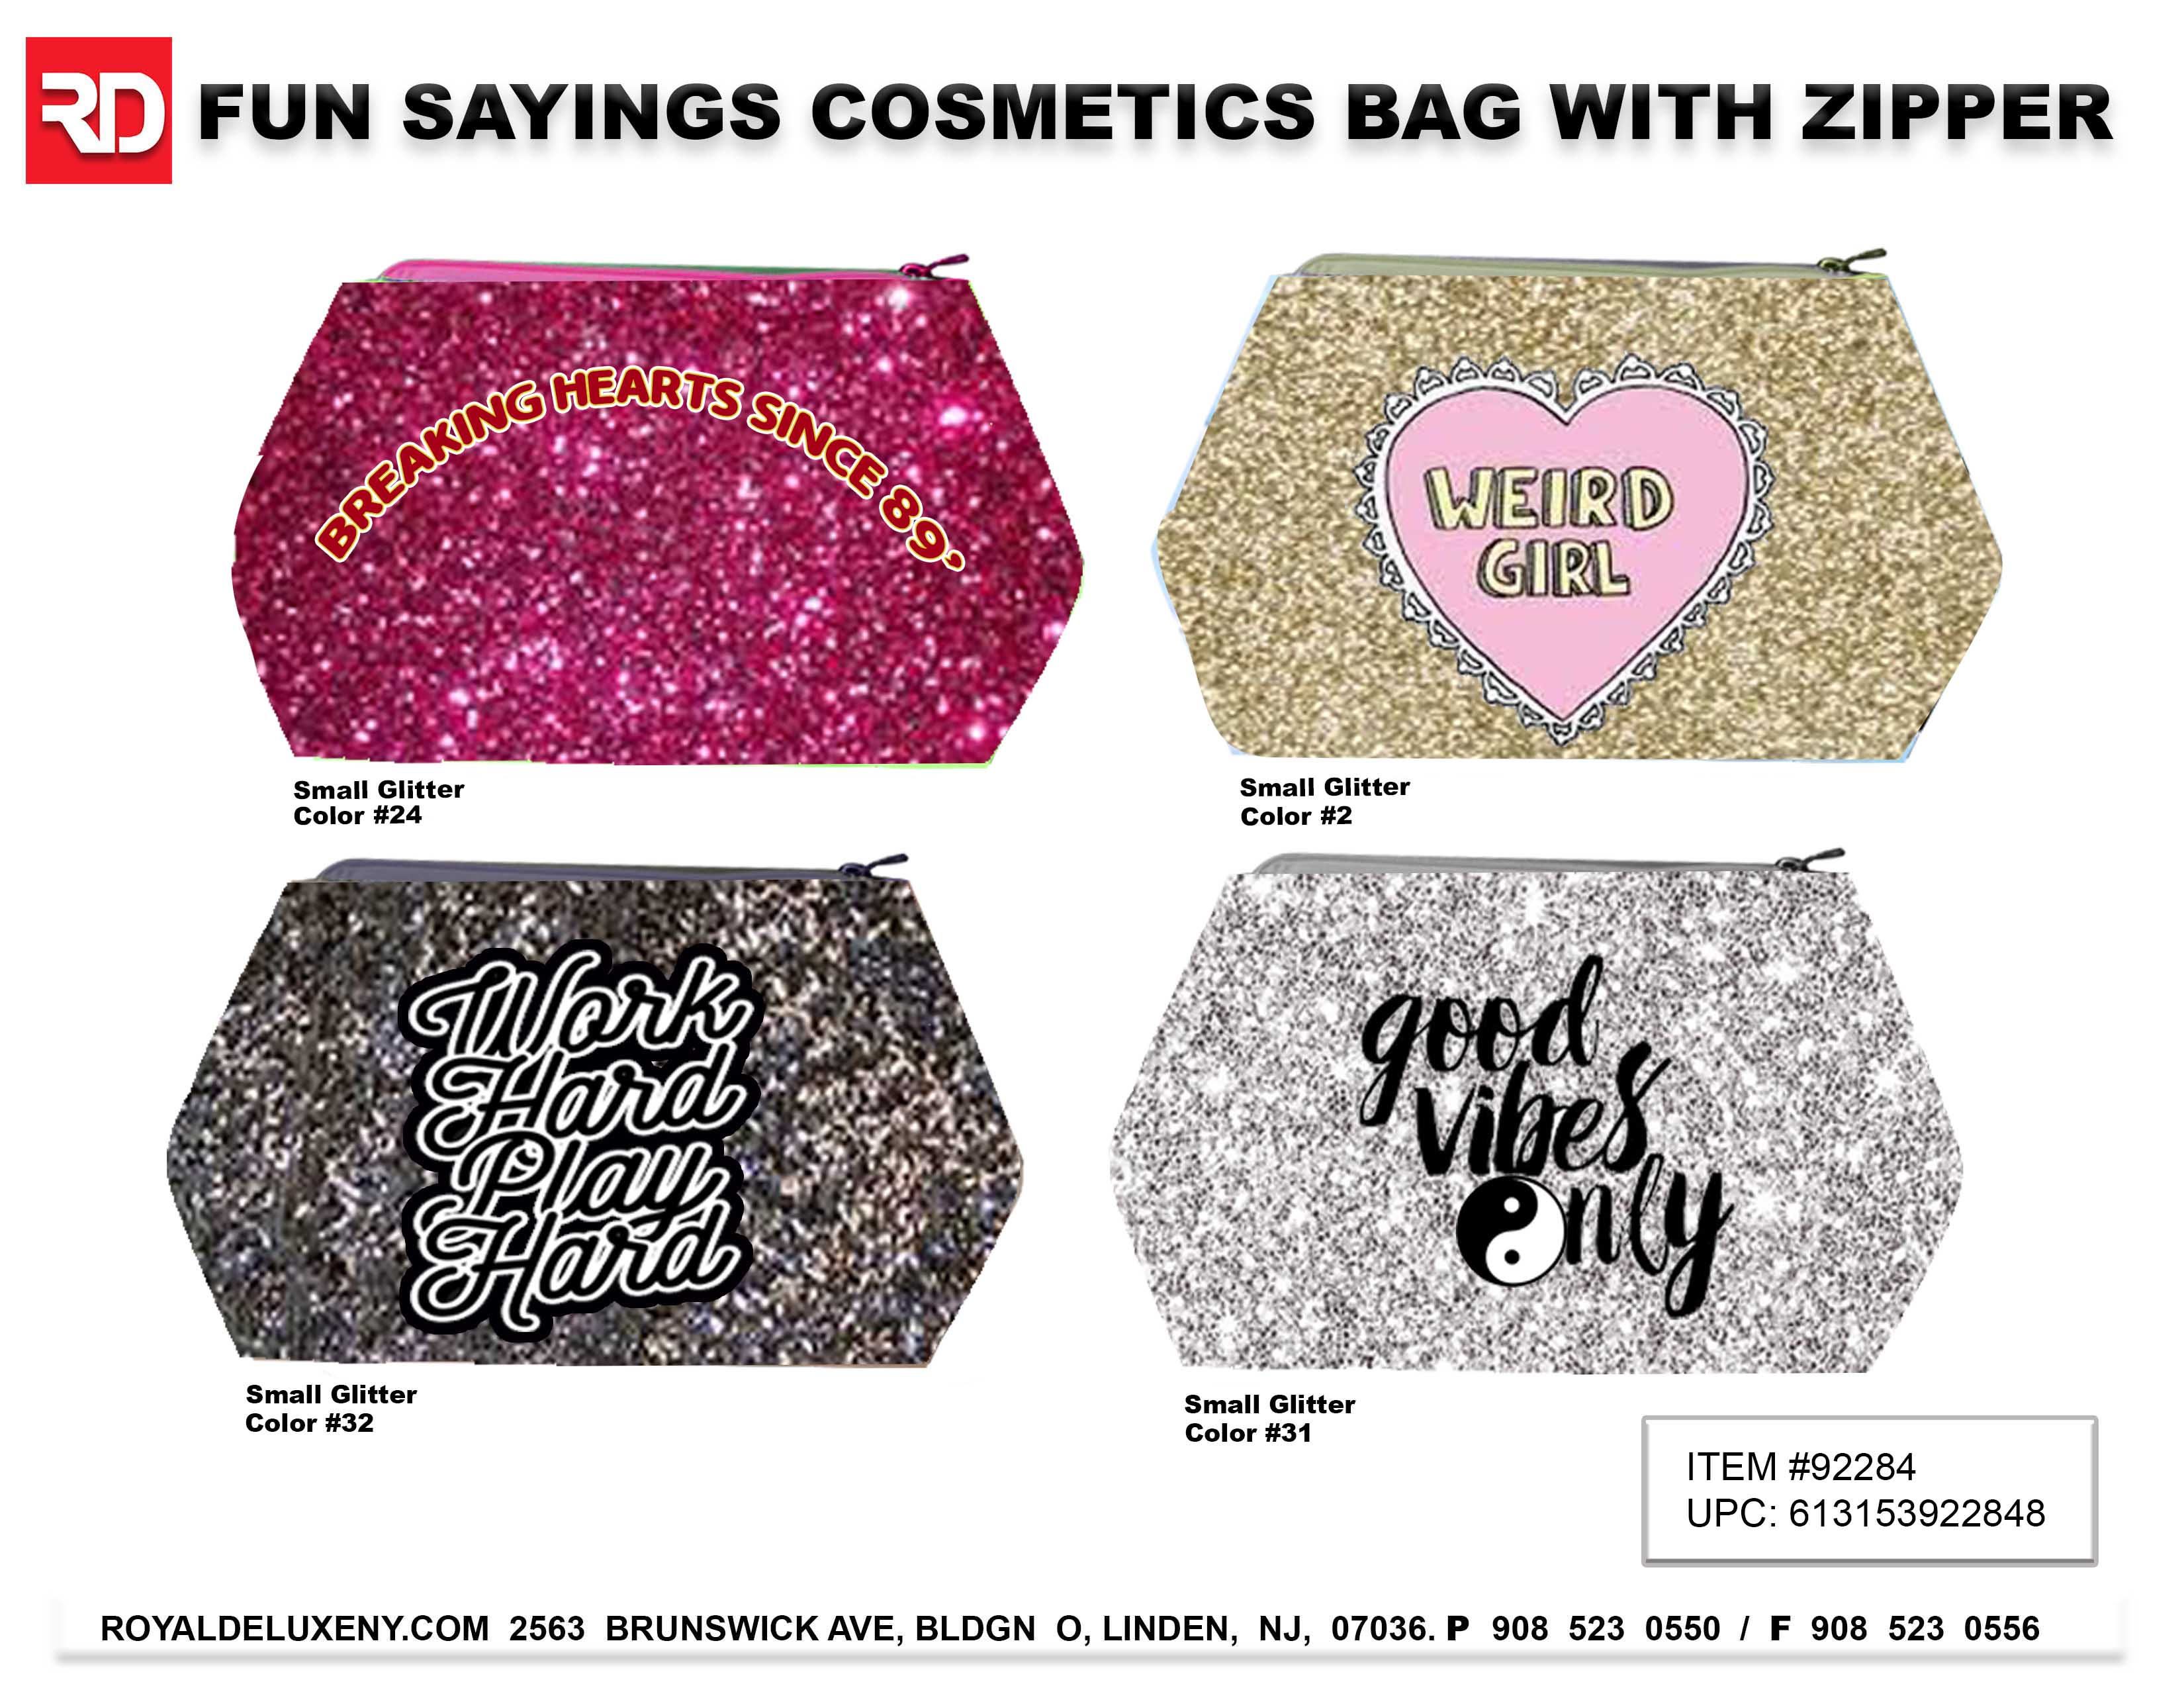 RD FUN SAYINGS COSMETICS BAG WITH ZIPPER
BREAKING HEARTS SINCE 89'
Small Glitter
Color #24
WEIRD
GIRL
Small Glitter
Color #2
Work
Hard
Play
Hard
Small Glitter
Color #32
good
vibes
only
Small Glitter
Color #31
ITEM #92284
UPC: 613153922848
ROYALDELUXENY.COM 2563 BRUNSWICK AVE, BLDGN O, LINDEN, NJ, 07036. P 908 523 0550 / F 908 523 0556